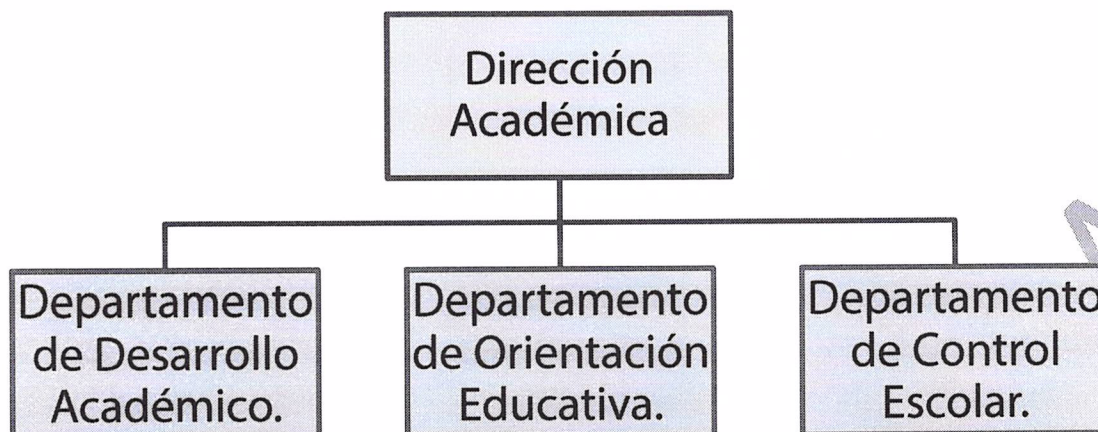 Dirección
Académica
Departamento
de Desarrollo
Académico.
Departamento
de Orientación
Educativa.
Departamento
de Control
Escolar.